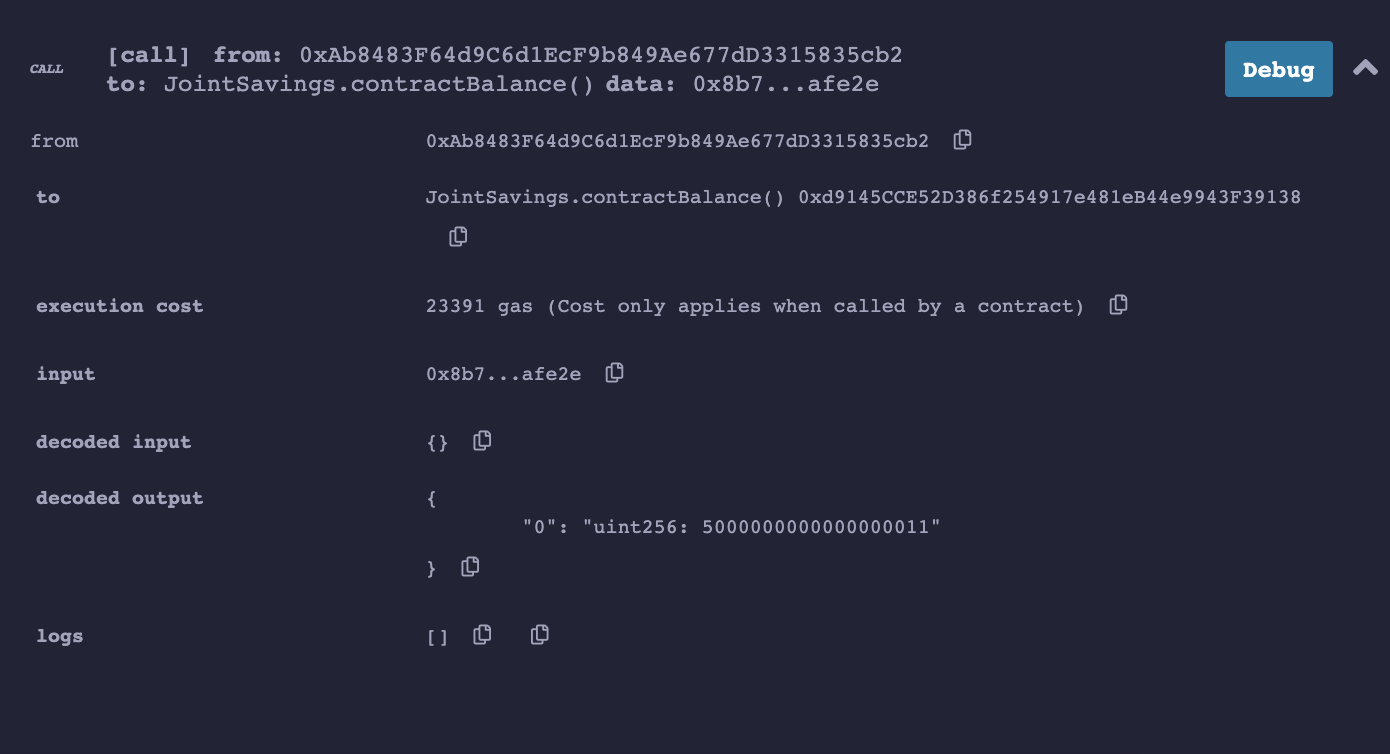 CALL
[call] from: 0xAb8483F64d9C6d1EcF9b849Ae677dD3315835cb2
to: JointSavings.contractBalance() data: 0x8b7...afe2e
Debug
from 0xAb8483F64d9C6d1EcF9b849Ae677dD3315835cb2
to JointSavings.contractBalance() 0xd9145CCE52D386f254917e481eB44e9943F39138
execution cost 23391 gas (Cost only applies when called by a contract)
input 0x8b7...afe2e
decoded input {}
decoded output {
"0": "uint256: 5000000000000000011"
}
logs []